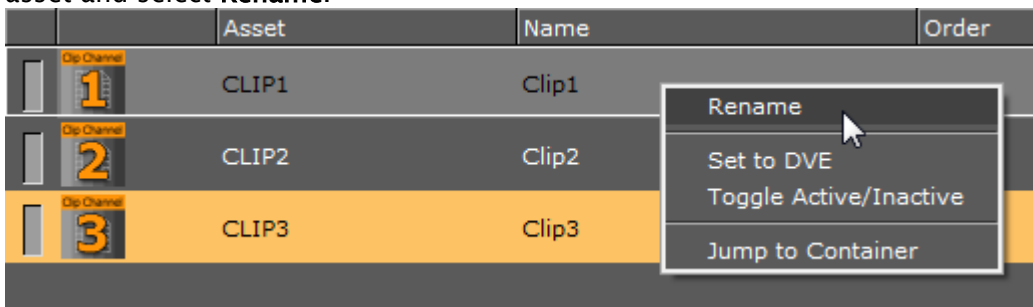 asset and select Rename.
Asset Name Order
Clip Channel
1 CLIP1 Clip1
Rename
Clip Channel
2 CLIP2 Clip2
Set to DVE
Toggle Active/Inactive
Clip Channel
3 CLIP3 Clip3
Jump to Container